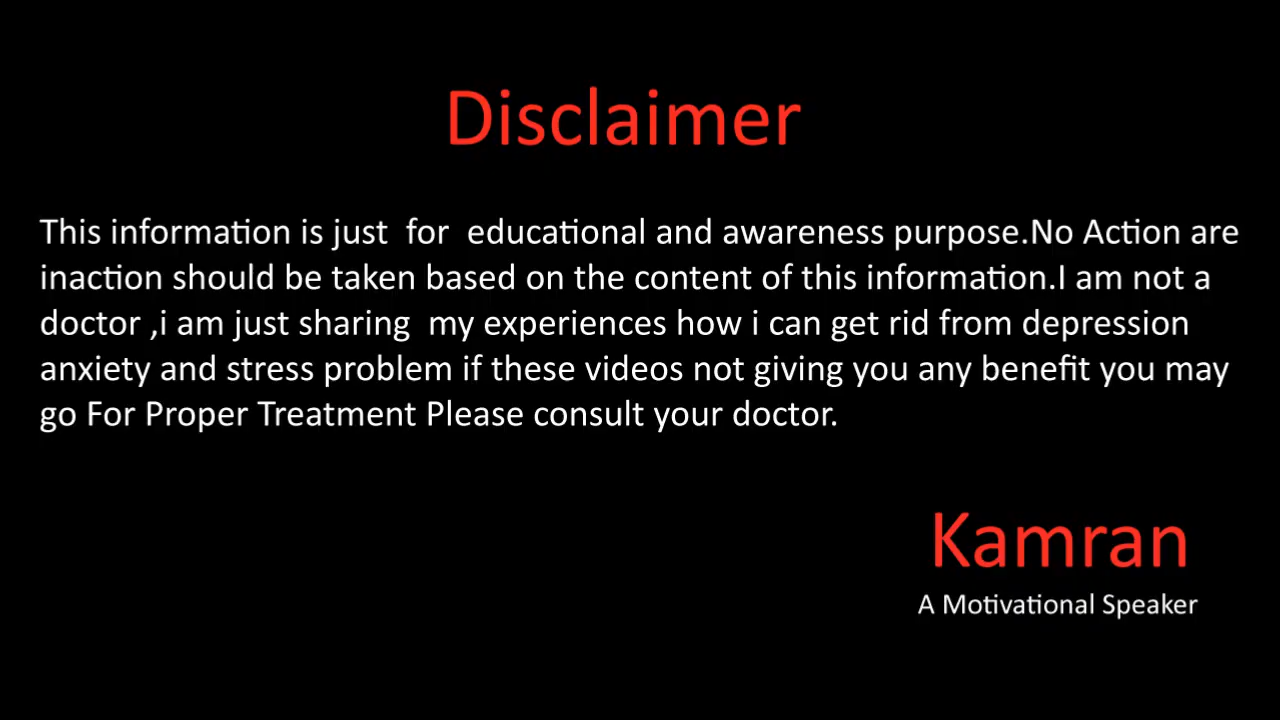 Disclaimer
This information is just  for  educational and awareness purpose.No Action are
inaction should be taken based on the content of this information.I am not a
doctor ,i am just sharing  my experiences how i can get rid from depression
anxiety and stress problem if these videos not giving you any benefit you may
go For Proper Treatment Please consult your doctor.
Kamran
A Motivational Speaker